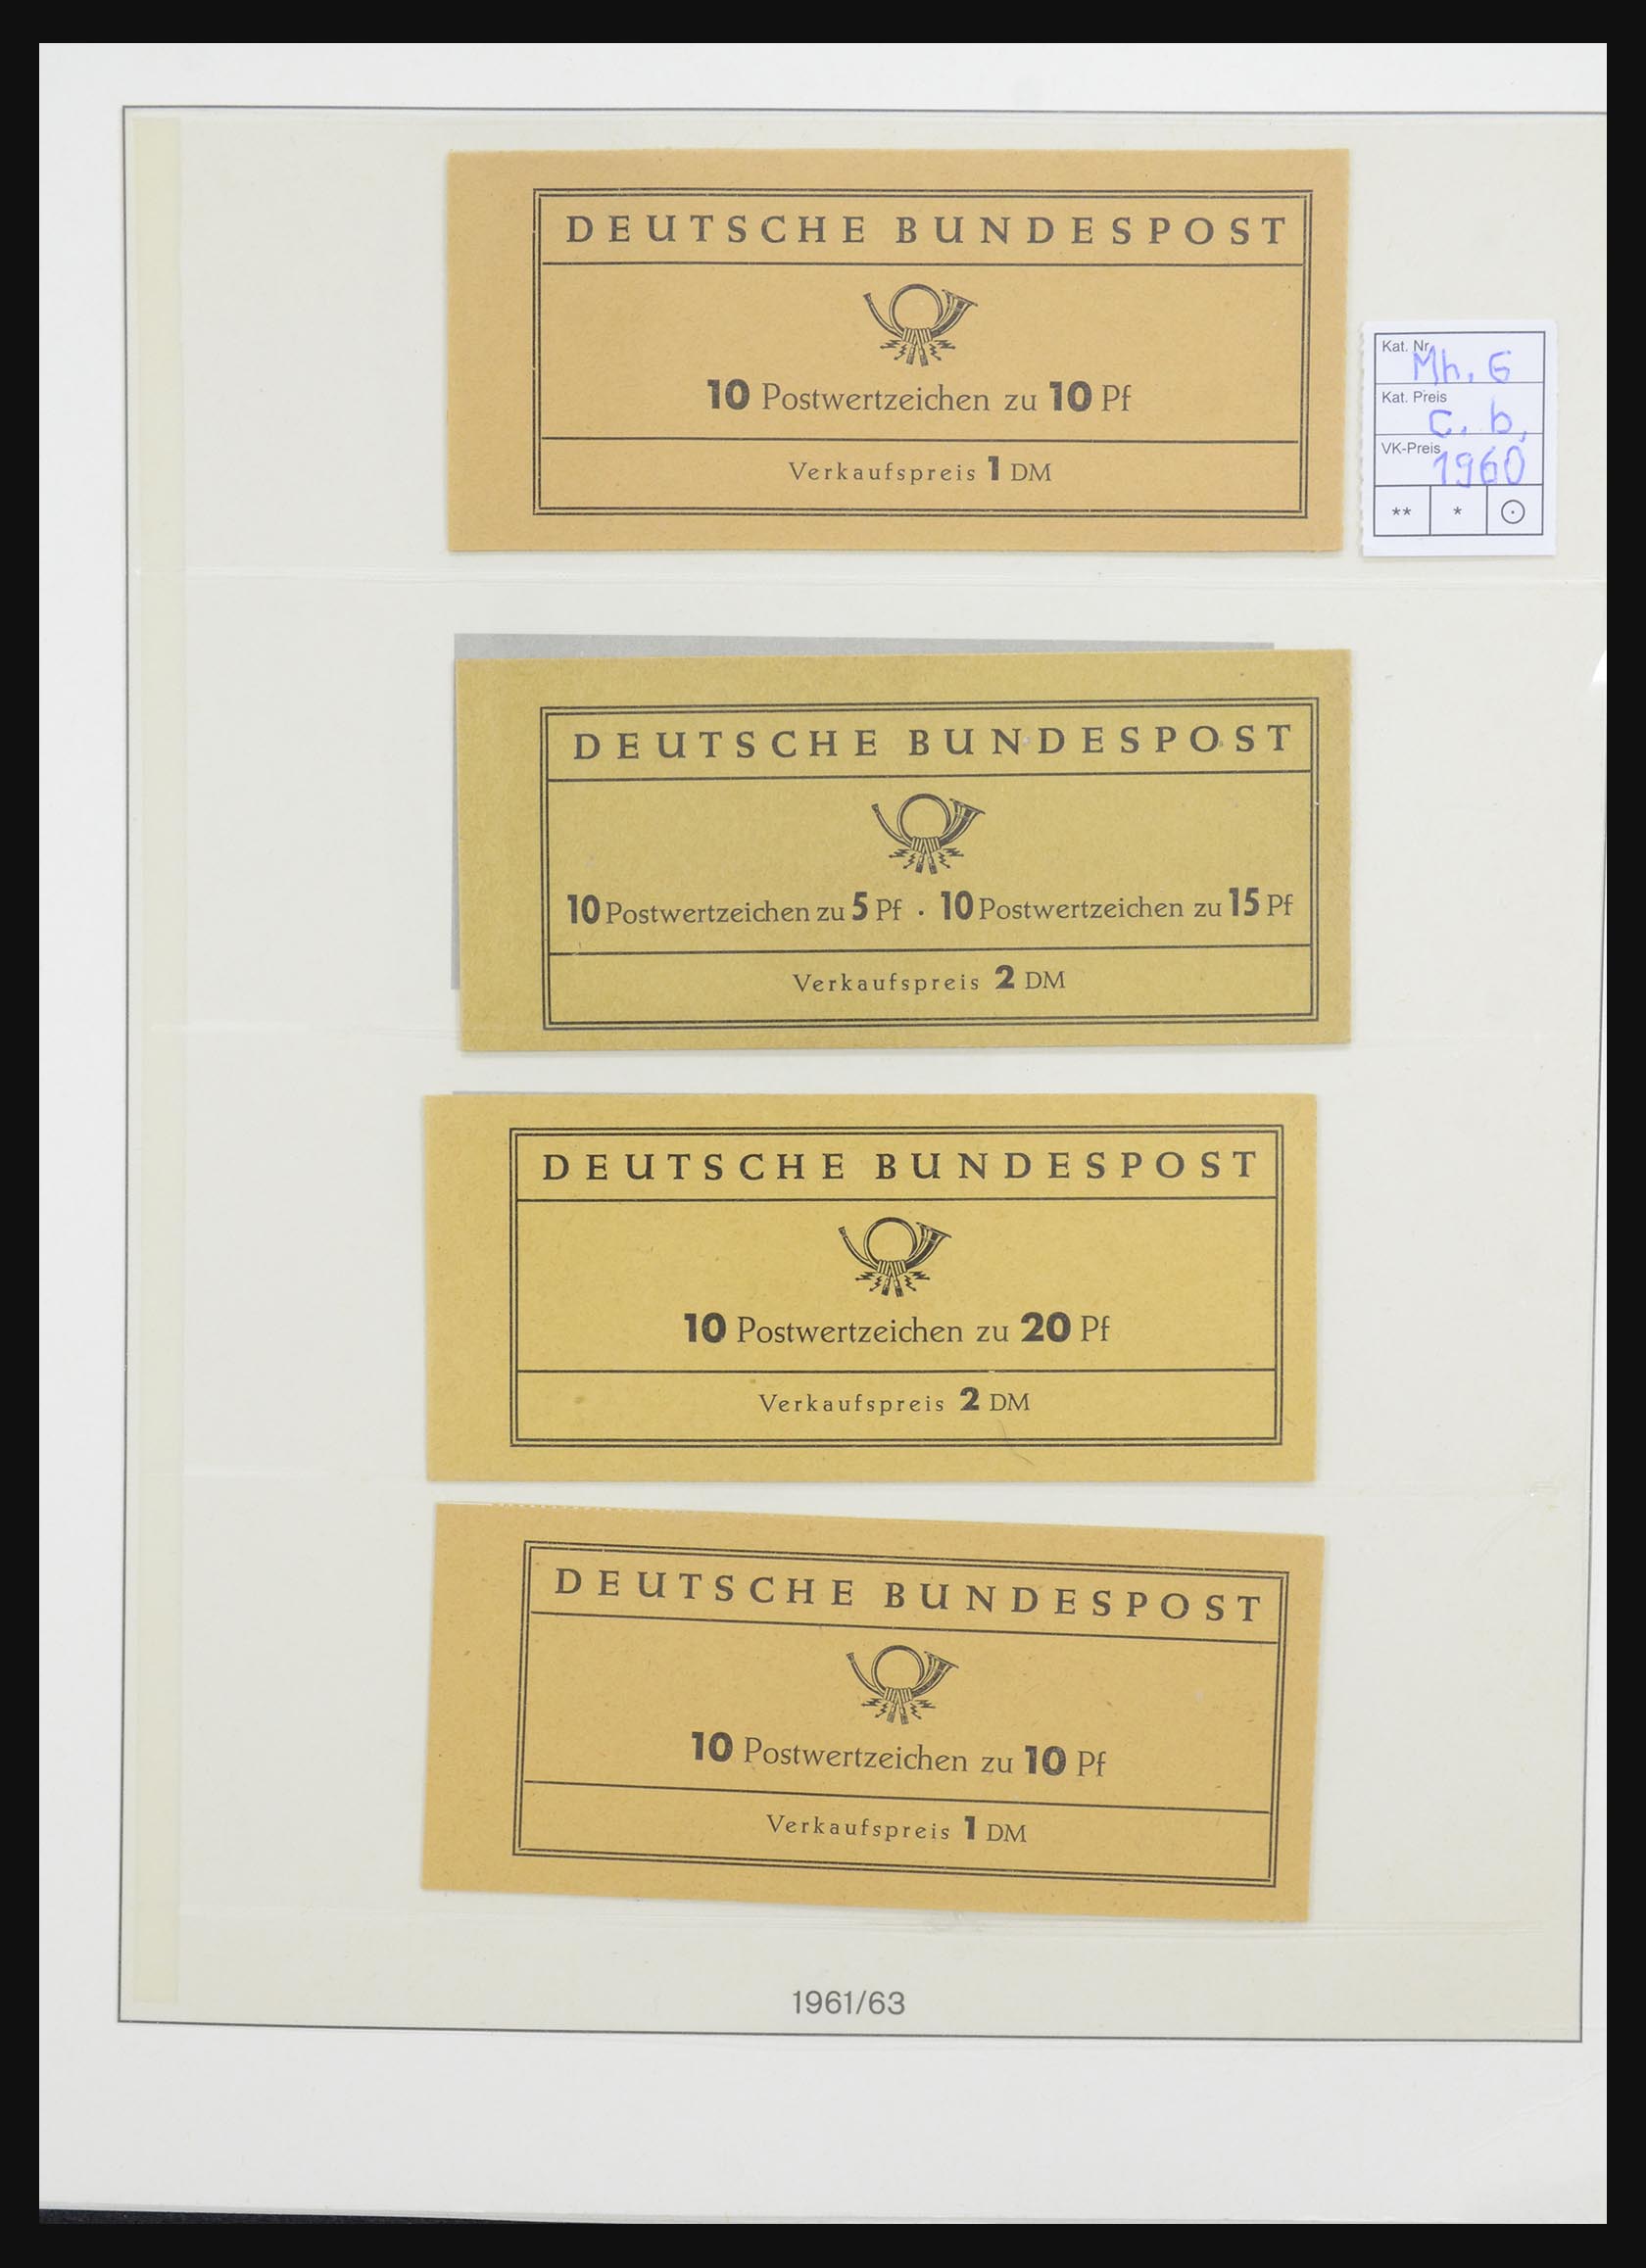 DEUTSCHE BUNDESPOST
10 Postwertzeichen zu 10 Pf
Verkaufspreis 1 DM
Kat. Nr.
Mh. 6
Kat. Preis
c. b.
VK-Preis
1960
** * ⊙
DEUTSCHE BUNDESPOST
10 Postwertzeichen zu 5 Pf · 10 Postwertzeichen zu 15 Pf
Verkaufspreis 2 DM
DEUTSCHE BUNDESPOST
10 Postwertzeichen zu 20 Pf
Verkaufspreis 2 DM
DEUTSCHE BUNDESPOST
10 Postwertzeichen zu 10 Pf
Verkaufspreis 1 DM
1961/63